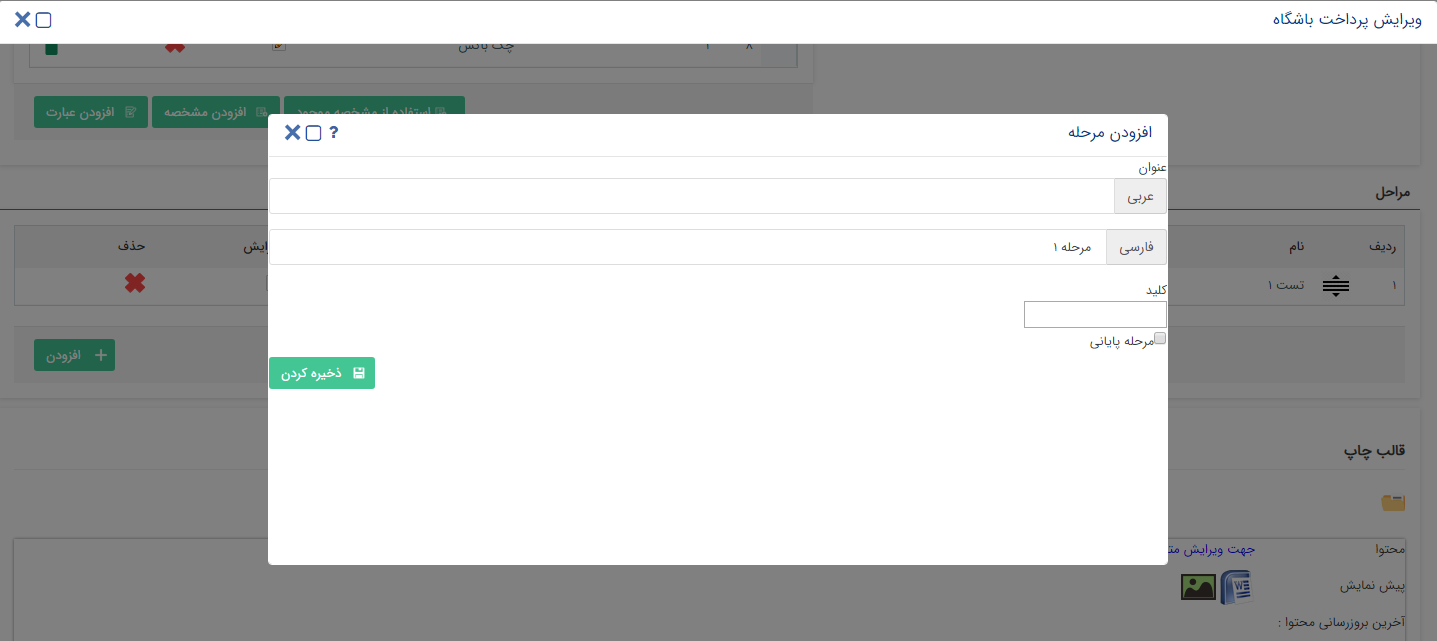 ویرایش پرداخت باشگاه
۸ ۲ چک باکس
استفاده از مشخصه موجود افزودن مشخصه افزودن عبارت
افزودن مرحله ?
عنوان
عربی
فارسی مرحله ۱
کلید
مرحله پایانی
ذخیره کردن
مراحل
ردیف نام حذف
۱ تست ۱
افزودن
قالب چاپ
محتوا جهت ویرایش
پیش نمایش
آخرین بروزرسانی محتوا :